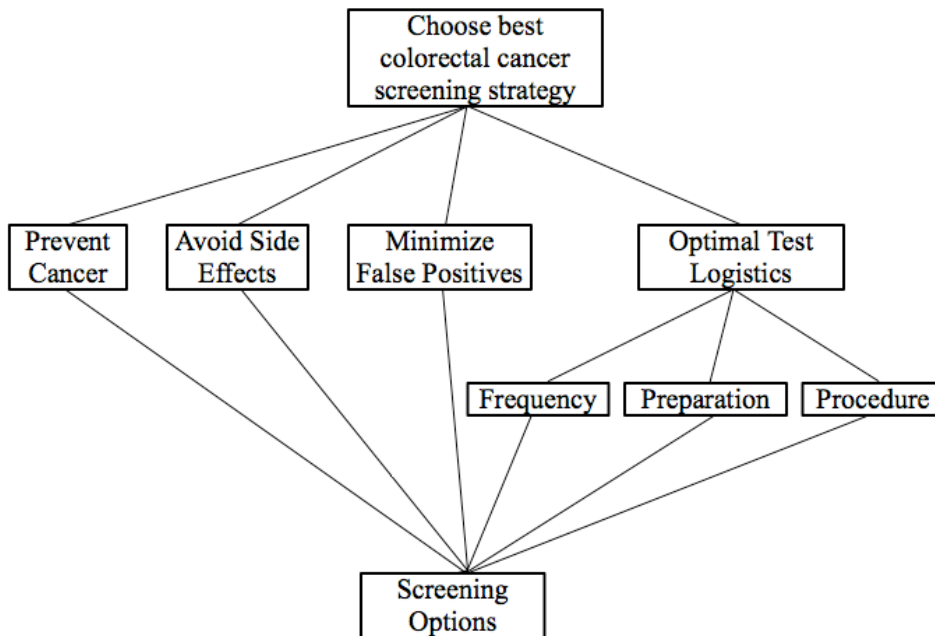 Choose best
colorectal cancer
screening strategy
Prevent
Cancer
Avoid Side
Effects
Minimize
False Positives
Optimal Test
Logistics
Frequency
Preparation
Procedure
Screening
Options